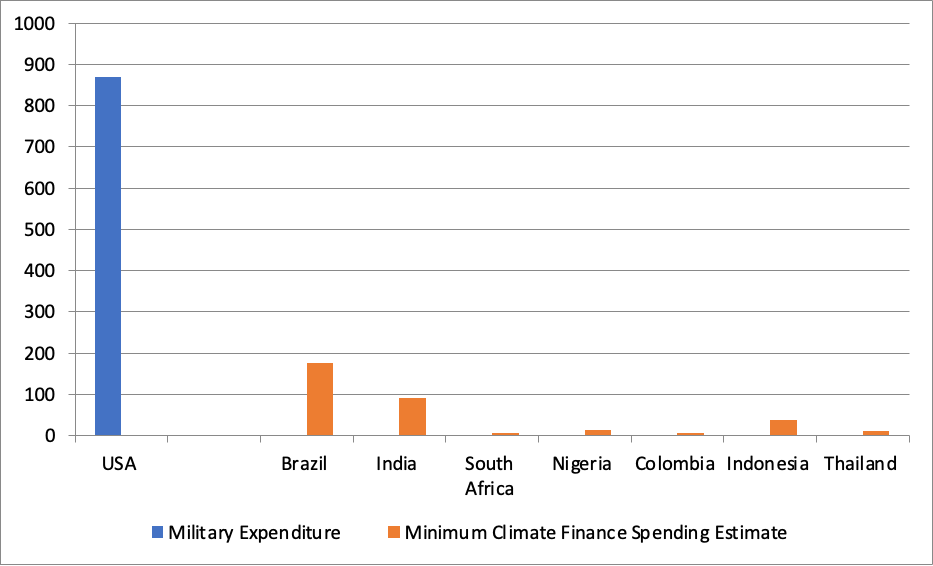 1000
900
800
700
600
500
400
300
200
100
0
USA
Brazil
India
South
Africa
Nigeria
Colombia
Indonesia
Thailand
Military Expenditure
Minimum Climate Finance Spending Estimate